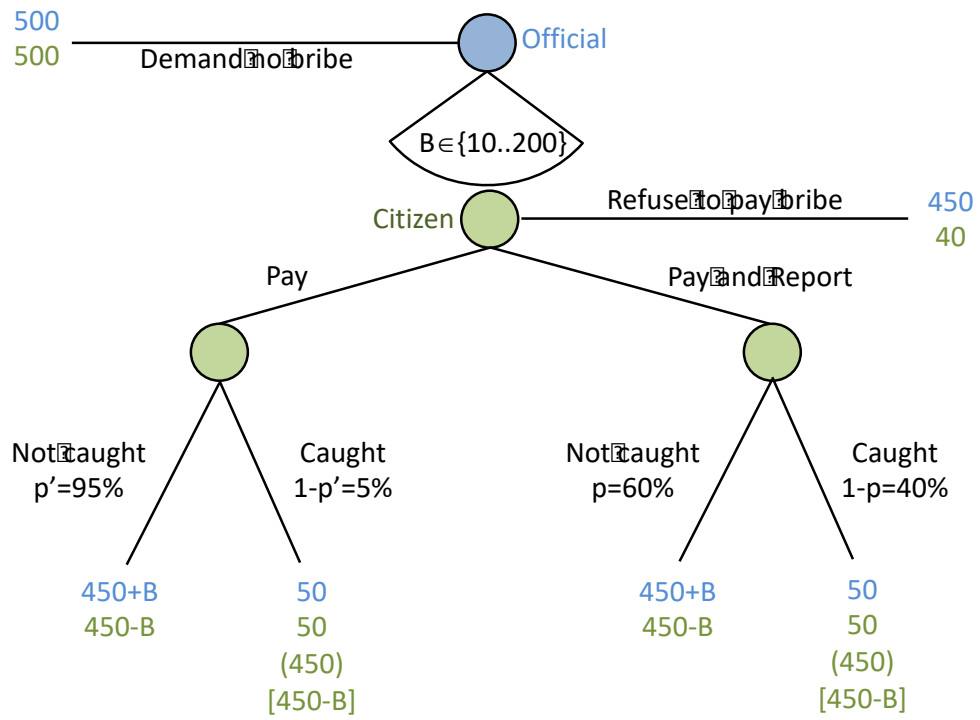 500
500
Official
Demand no bribe
B∈{10..200}
Citizen
Refuse to pay bribe
450
40
Pay
Pay and Report
Not caught
p'=95%
Caught
1-p'=5%
Not caught
p=60%
Caught
1-p=40%
450+B
450-B
50
50
(450)
[450-B]
450+B
450-B
50
50
(450)
[450-B]